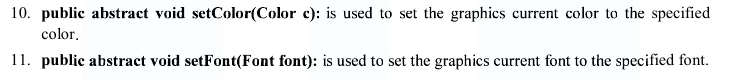 10. public abstract void setColor(Color c): is used to set the graphics current color to the specified
color.
11. public abstract void setFont(Font font): is used to set the graphics current font to the specified font.